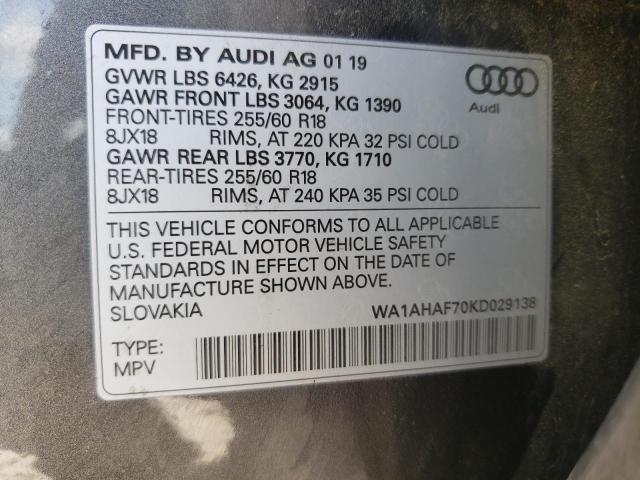 MFD. BY AUDI AG 01 19
GVWR LBS 6426, KG 2915
GAWR FRONT LBS 3064, KG 1390
FRONT-TIRES 255/60 R18
8JX18 RIMS, AT 220 KPA 32 PSI COLD
GAWR REAR LBS 3770, KG 1710
REAR-TIRES 255/60 R18
8JX18 RIMS, AT 240 KPA 35 PSI COLD
Audi
THIS VEHICLE CONFORMS TO ALL APPLICABLE
U.S. FEDERAL MOTOR VEHICLE SAFETY
STANDARDS IN EFFECT ON THE DATE OF
MANUFACTURE SHOWN ABOVE.
SLOVAKIA WA1AHAF70KD029138
TYPE:
MPV